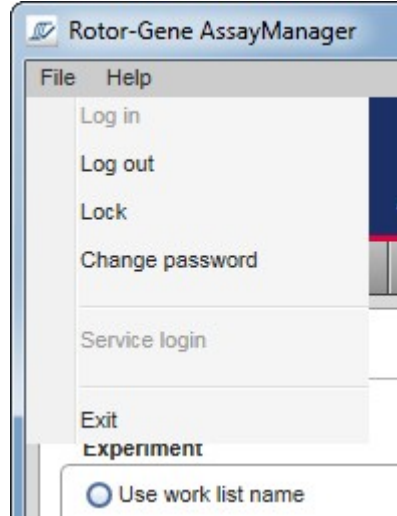 Rotor-Gene AssayManager
File Help
Log in
Log out
Lock
Change password
Service login
Exit
Experiment
Use work list name